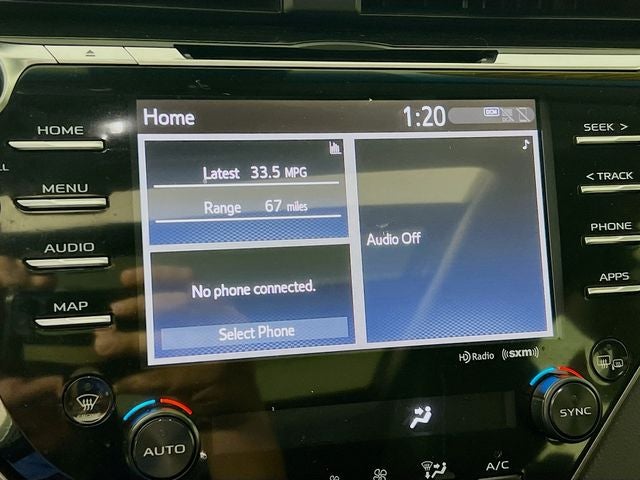 Home 1:20
DCM
HOME
MENU
AUDIO
MAP
Latest 33.5 MPG
Range 67 miles
Audio Off
No phone connected.
Select Phone
SEEK >
< TRACK
PHONE
APPS
HD Radio ((sxm))
AUTO
SYNC
A/C